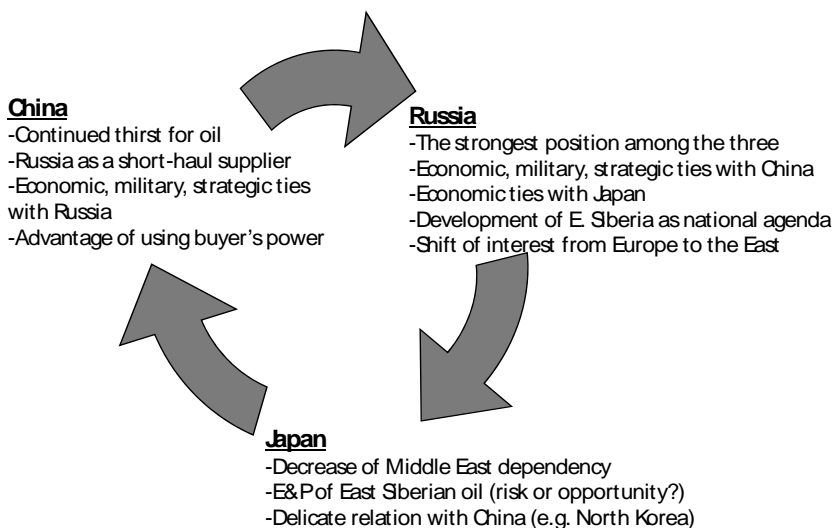 China
-Continued thirst for oil
-Russia as a short-haul supplier
-Economic, military, strategic ties
with Russia
-Advantage of using buyer's power
Russia
-The strongest position among the three
-Economic, military, strategic ties with China
-Economic ties with Japan
-Development of E. Siberia as national agenda
-Shift of interest from Europe to the East
Japan
-Decrease of Middle East dependency
-E&P of East Siberian oil (risk or opportunity?)
-Delicate relation with China (e.g. North Korea)